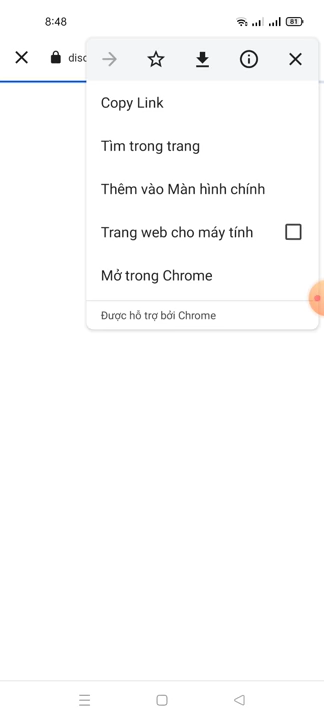 8:48
81
disc
Copy Link
Tìm trong trang
Thêm vào Màn hình chính
Trang web cho máy tính
Mở trong Chrome
Được hỗ trợ bởi Chrome